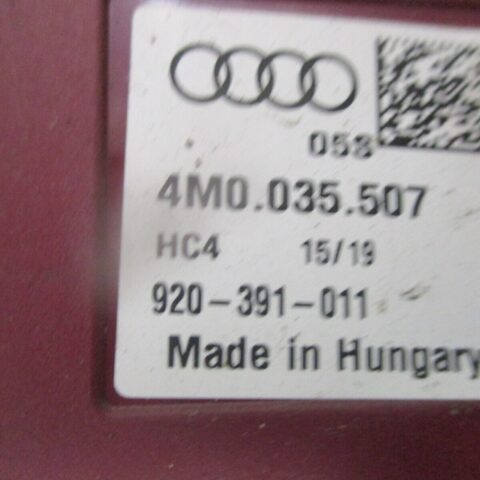 058
4M0.035.507
HC4 15/19
920-391-011
Made in Hungary